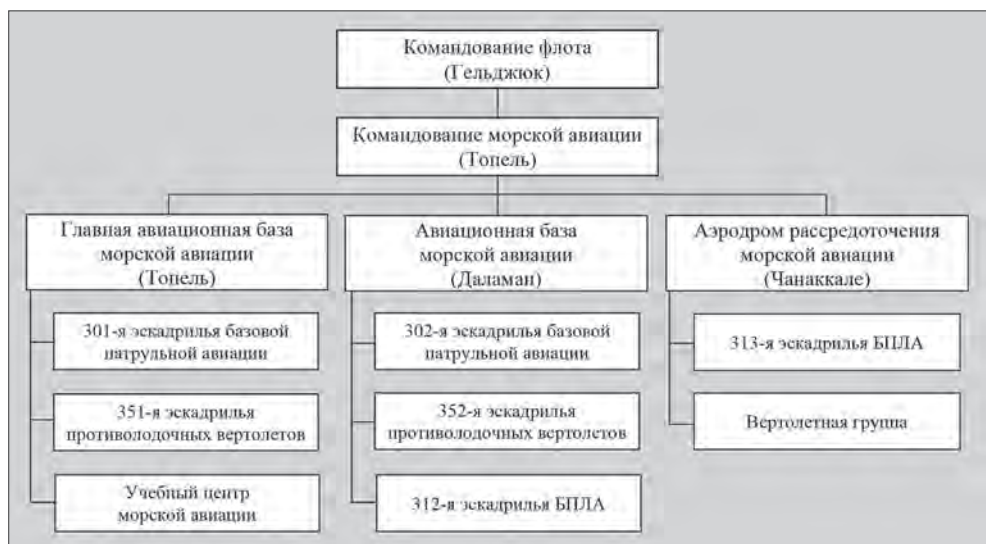 Командование флота
(Гельджюк)
Командование морской авиации
(Топель)
Главная авиационная база
морской авиации
(Топель)
301-я эскадрилья базовой
патрульной авиации
351-я эскадрилья
противолодочных вертолетов
Учебный центр
морской авиации
Авиационная база
морской авиации
(Даламан)
302-я эскадрилья базовой
патрульной авиации
352-я эскадрилья
противолодочных вертолетов
312-я эскадрилья БПЛА
Аэродром рассредоточения
морской авиации
(Чанаккале)
313-я эскадрилья БПЛА
Вертолетная группа